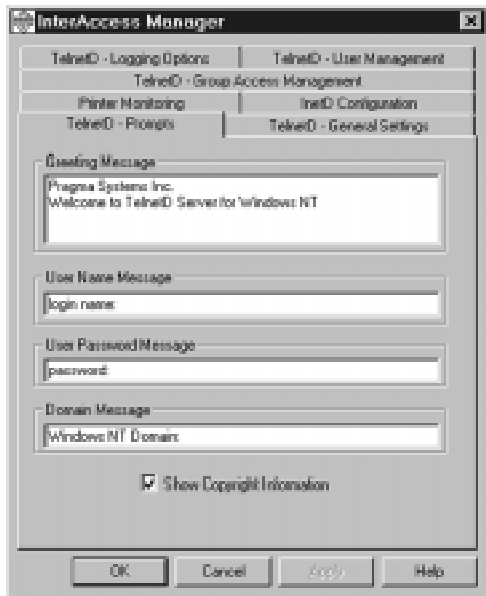 InterAccess Manager
TelnetD - Logging Options
TelnetD - User Management
TelnetD - Group Access Management
Printer Monitoring
InetD Configuration
TelnetD - Prompts
TelnetD - General Settings
Greeting Message
Pragma Systems Inc.
Welcome to TelnetD Server for Windows NT
User Name Message
login name:
User Password Message
password:
Domain Message
Windows NT Domain:
Show Copyright Information
OK
Cancel
Apply
Help